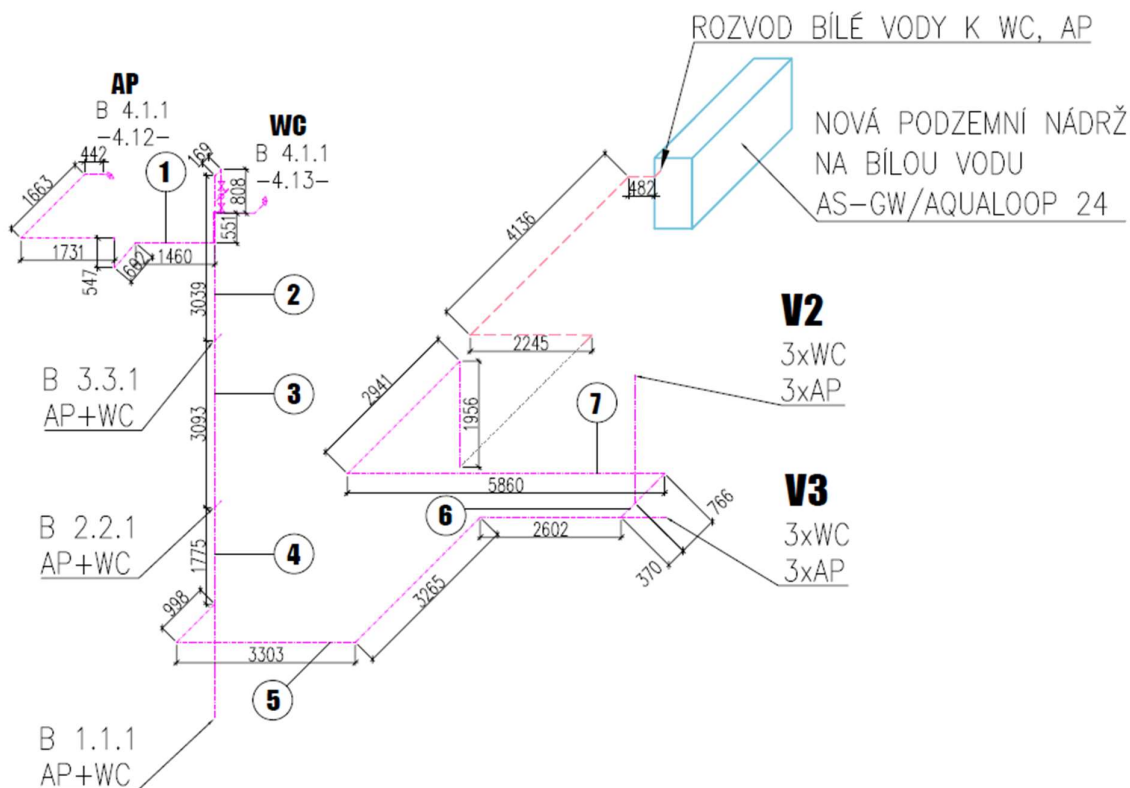 ROZVOD BÍLÉ VODY K WC, AP
AP
B 4.1.1
-4.12-
442
1663
1731
547
1
692
1460
169
WC
B 4.1.1
-4.13-
808
551
3039
2
B 3.3.1
AP+WC
3093
3
B 2.2.1
AP+WC
1775
4
998
3303
5
B 1.1.1
AP+WC
NOVÁ PODZEMNÍ NÁDRŽ
NA BÍLOU VODU
AS-GW/AQUALOOP 24
482
4136
2245
2941
1956
7
5860
V2
3xWC
3xAP
6
2602
3265
766
370
V3
3xWC
3xAP